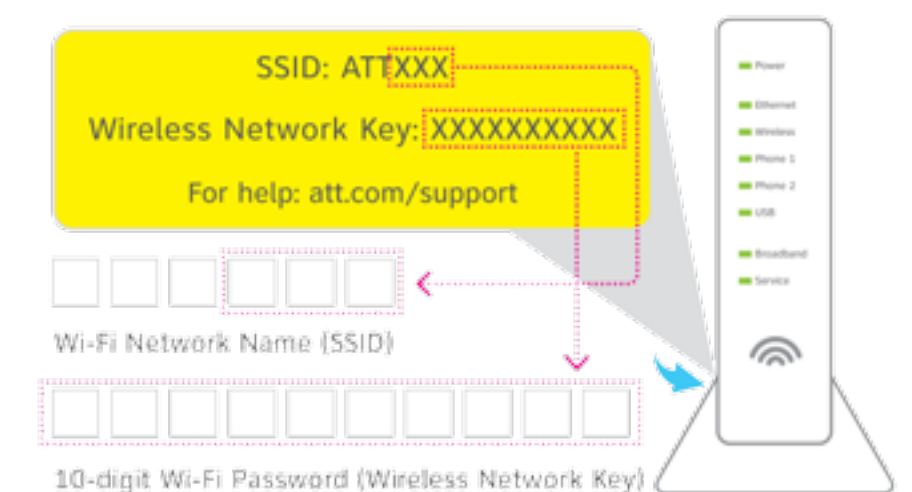 SSID: ATTXXX
Wireless Network Key: XXXXXXXXXX
For help: att.com/support
Wi-Fi Network Name (SSID)
10-digit Wi-Fi Password (Wireless Network Key)
Power
Ethernet
Wireless
Phone 1
Phone 2
USB
Broadband
Service